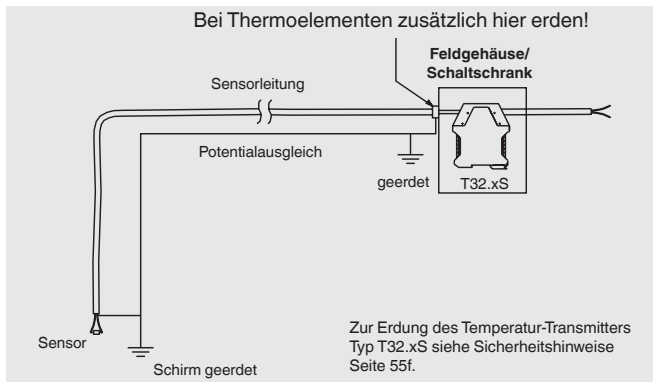 Bei Thermoelementen zusätzlich hier erden!
Feldgehäuse/
Schaltschrank
Sensorleitung
Potentialausgleich
geerdet
T32.xS
Sensor
Schirm geerdet
Zur Erdung des Temperatur-Transmitters
Typ T32.xS siehe Sicherheitshinweise
Seite 55f.